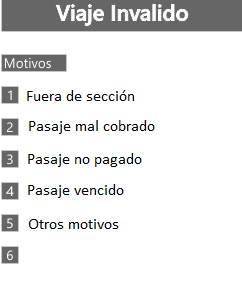 Viaje Invalido
Motivos
1 Fuera de sección
2 Pasaje mal cobrado
3 Pasaje no pagado
4 Pasaje vencido
5 Otros motivos
6